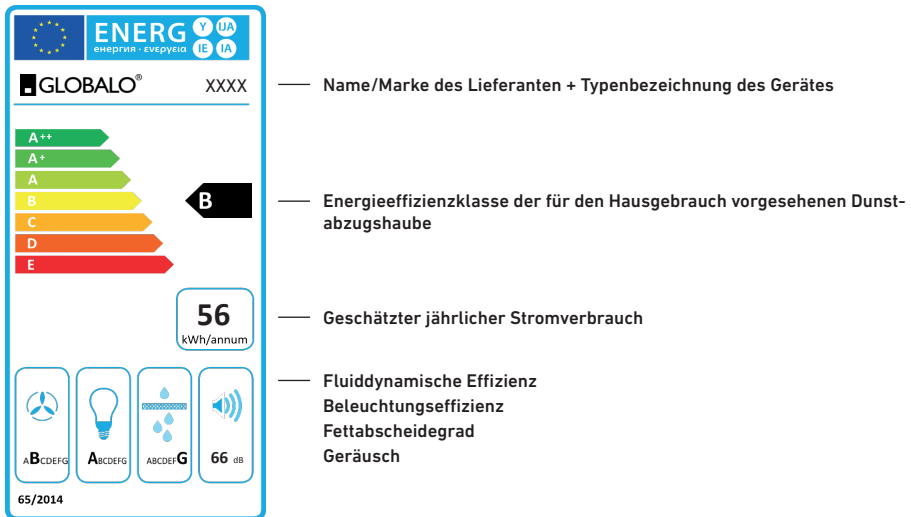 ENERG Y IJA
енергия · ενεργεια IE IA
GLOBALO® XXXX
Name/Marke des Lieferanten + Typenbezeichnung des Gerätes
A++
A+
A
B
C
D
E
B
Energieeffizienzklasse der für den Hausgebrauch vorgesehenen Dunst-
abzugshaube
56
kWh/annum
Geschätzter jährlicher Stromverbrauch
Fluiddynamische Effizienz
Beleuchtungseffizienz
Fettabscheidegrad
Geräusch
ABCDEFG ABCDEFG ABCDEFG 66 dB
65/2014